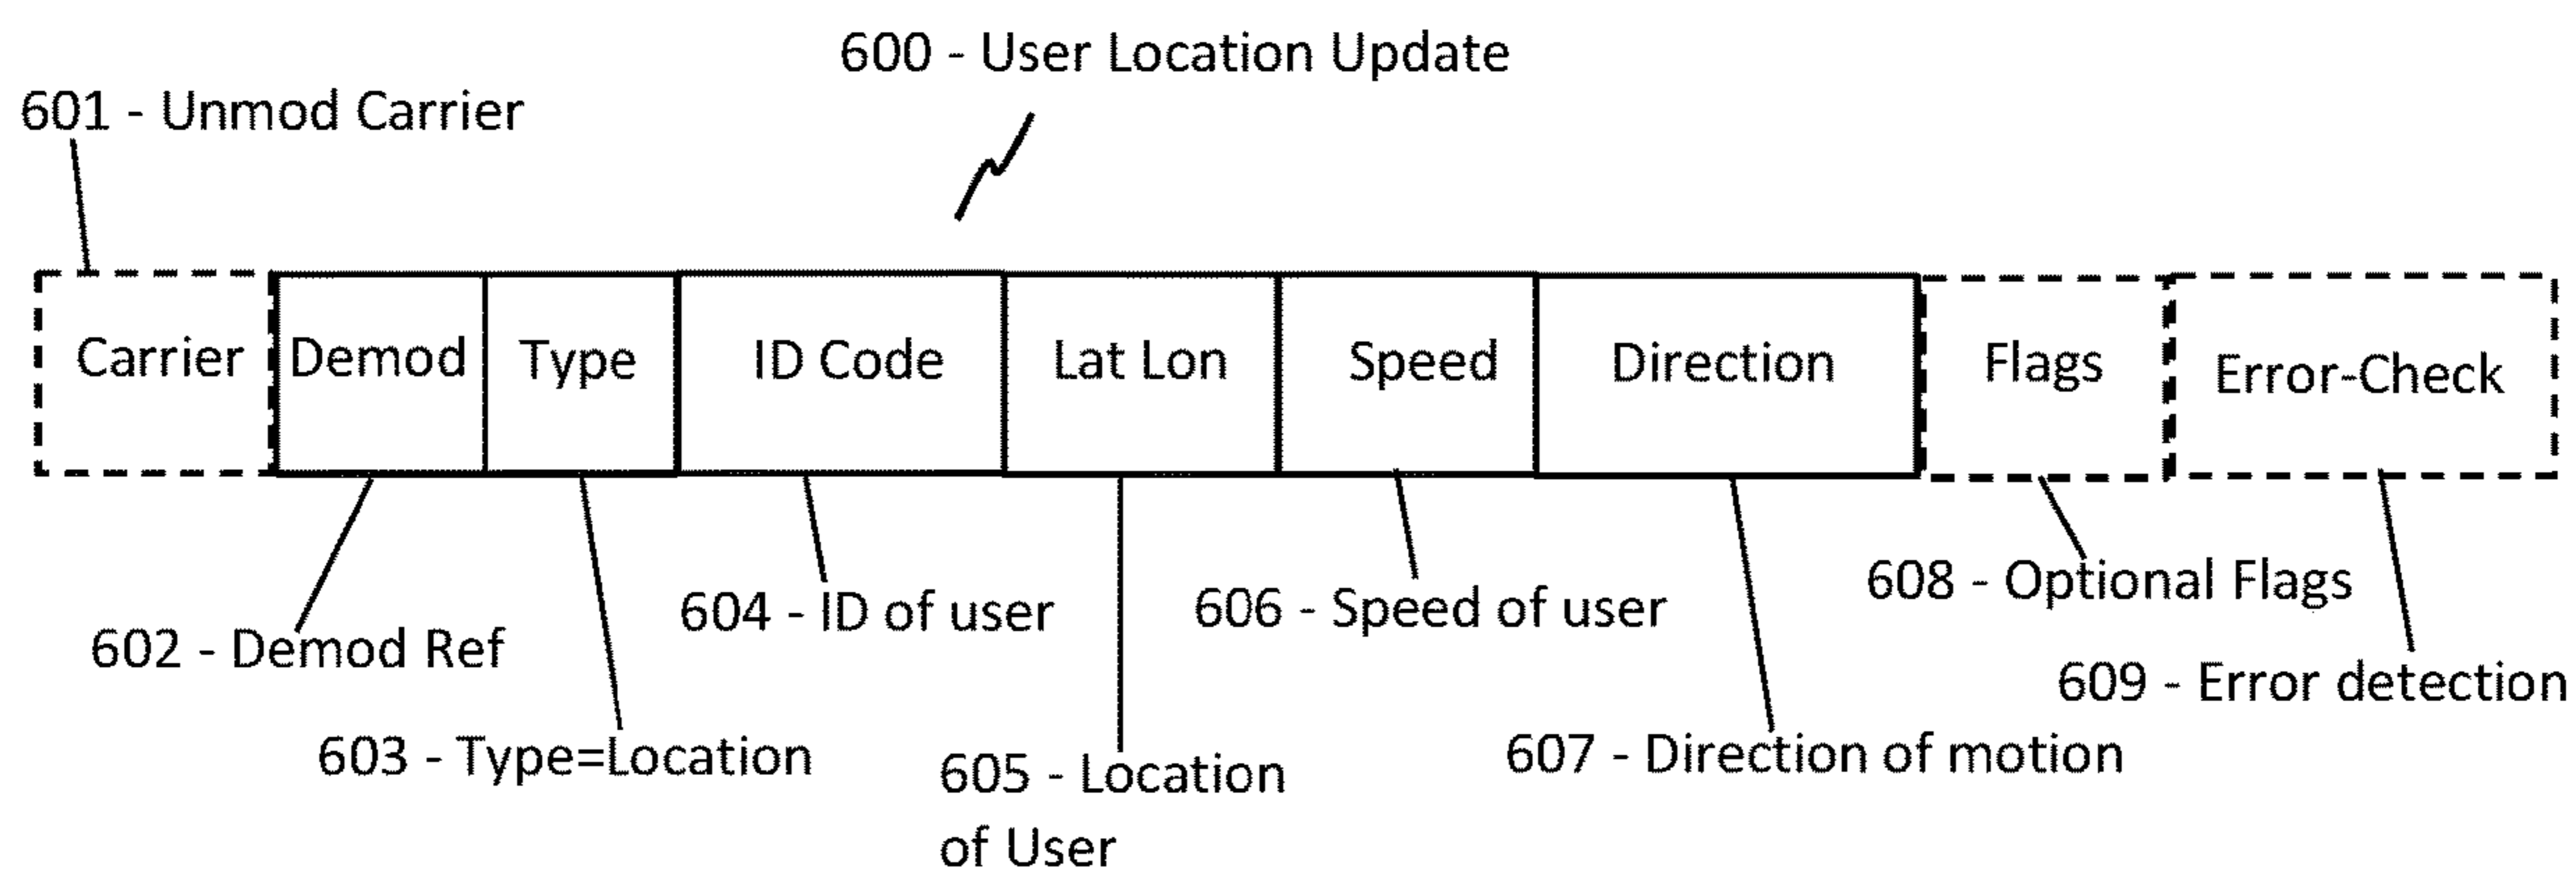 600 - User Location Update
601 - Unmod Carrier
Carrier
Demod
Type
ID Code
Lat Lon
Speed
Direction
Flags
Error-Check
602 - Demod Ref
603 - Type=Location
604 - ID of user
605 - Location
of User
606 - Speed of user
607 - Direction of motion
608 - Optional Flags
609 - Error detection